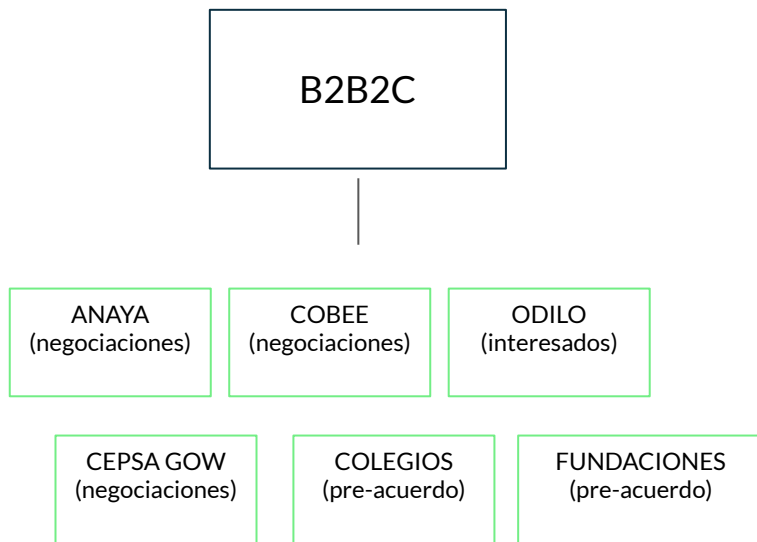 B2B2C
ANAYA
(negociaciones)
COBEE
(negociaciones)
ODILO
(interesados)
CEPSA GOW
(negociaciones)
COLEGIOS
(pre-acuerdo)
FUNDACIONES
(pre-acuerdo)